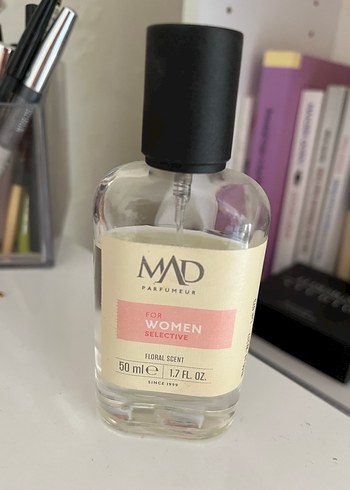 MAD
PARFUMEUR
FOR
WOMEN
SELECTIVE
FLORAL SCENT
50 ml ℮ 1.7 FL. OZ.
SINCE 1999